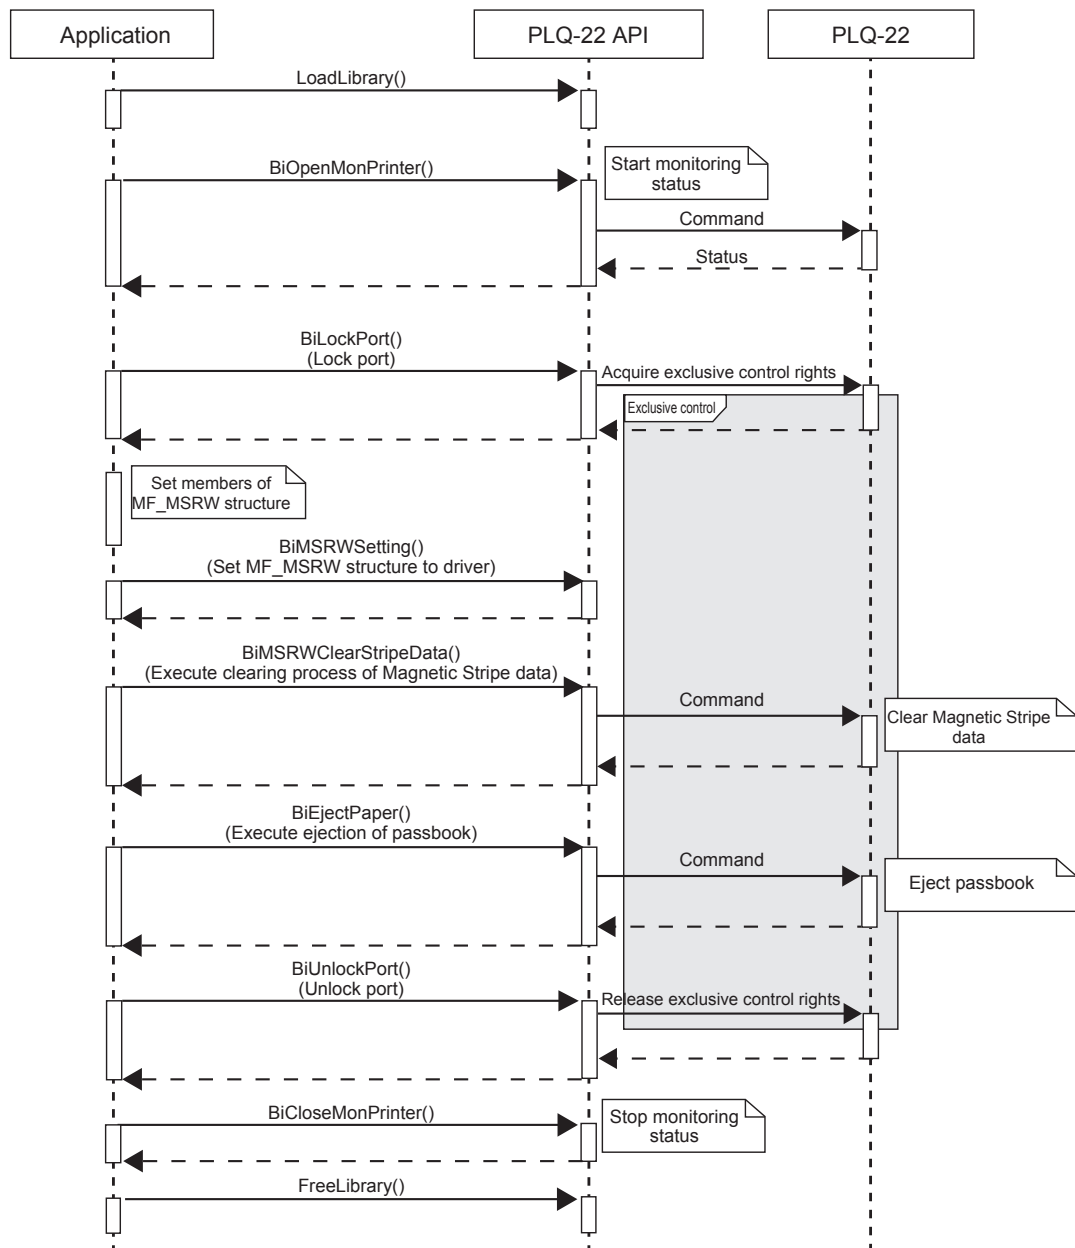 Application
PLQ-22 API
PLQ-22
LoadLibrary()
BiOpenMonPrinter()
Start monitoring
status
Command
Status
BiLockPort()
(Lock port)
Acquire exclusive control rights
Exclusive control
Set members of
MF_MSRW structure
BiMSRWSetting()
(Set MF_MSRW structure to driver)
BiMSRWClearStripeData()
(Execute clearing process of Magnetic Stripe data)
Command
Clear Magnetic Stripe
data
BiEjectPaper()
(Execute ejection of passbook)
Command
Eject passbook
BiUnlockPort()
(Unlock port)
Release exclusive control rights
BiCloseMonPrinter()
Stop monitoring
status
FreeLibrary()